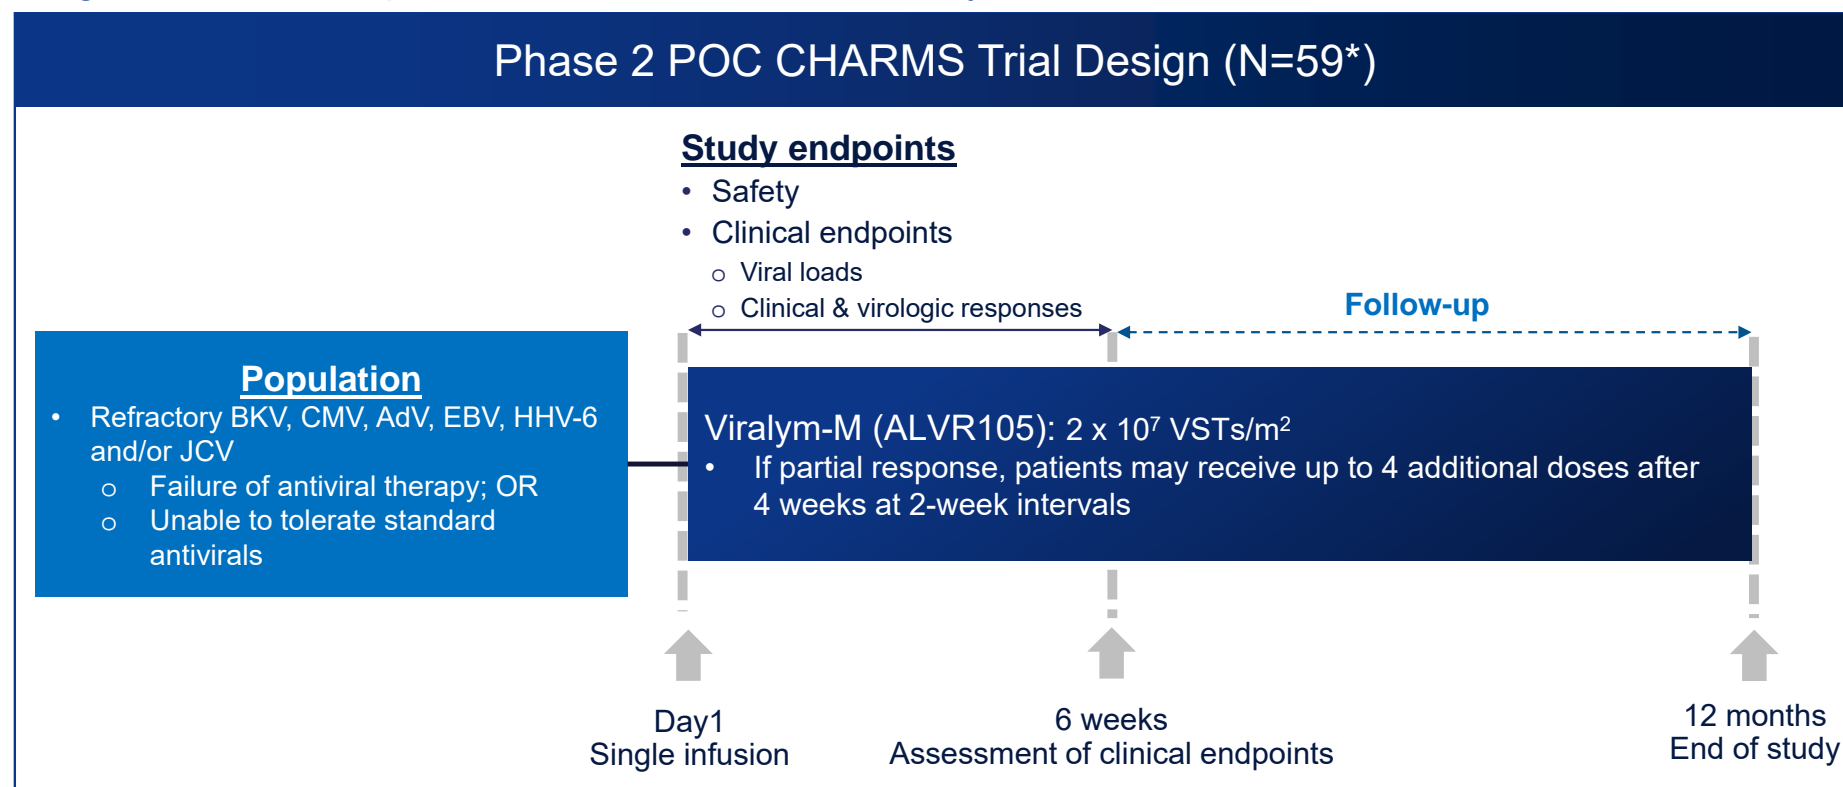 Phase 2 POC CHARMS Trial Design (N=59*)
Study endpoints
• Safety
• Clinical endpoints
o Viral loads
o Clinical & virologic responses
Follow-up
Population
• Refractory BKV, CMV, AdV, EBV, HHV-6
and/or JCV
o Failure of antiviral therapy; OR
o Unable to tolerate standard
antivirals
Viralym-M (ALVR105): 2 x 10⁷ VSTs/m²
• If partial response, patients may receive up to 4 additional doses after
4 weeks at 2-week intervals
Day1
Single infusion
6 weeks
Assessment of clinical endpoints
12 months
End of study